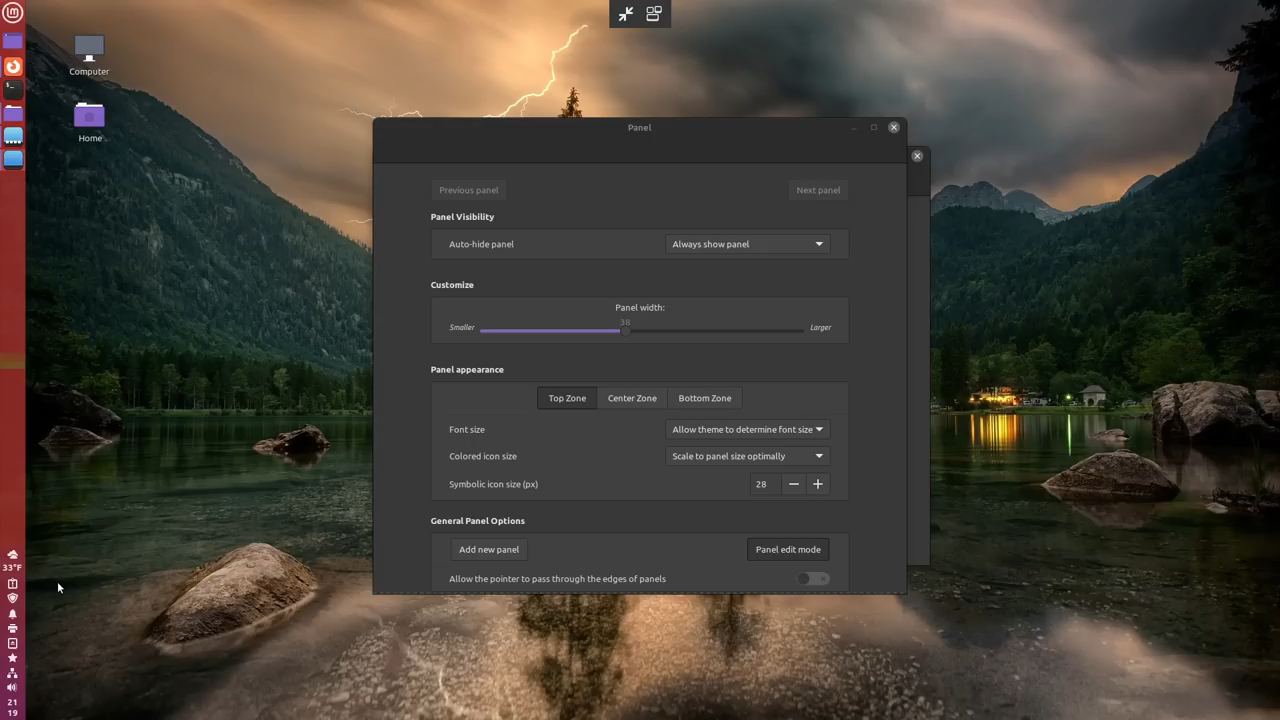 Computer
Home
33°F
21
19
Panel
Previous panel
Next panel
Panel Visibility
Auto-hide panel
Always show panel
Customize
Panel width:
38
Smaller
Larger
Panel appearance
Top Zone
Center Zone
Bottom Zone
Font size
Allow theme to determine font size
Colored icon size
Scale to panel size optimally
Symbolic icon size (px)
28
General Panel Options
Add new panel
Panel edit mode
Allow the pointer to pass through the edges of panels